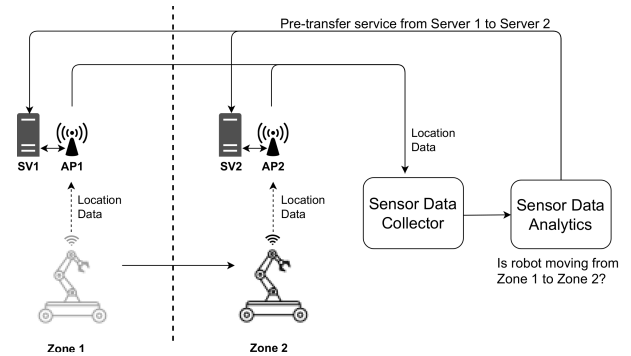 Pre-transfer service from Server 1 to Server 2
SV1
AP1
SV2
AP2
Location
Data
Location
Data
Location
Data
Sensor Data
Collector
Sensor Data
Analytics
Is robot moving from
Zone 1 to Zone 2?
Zone 1
Zone 2